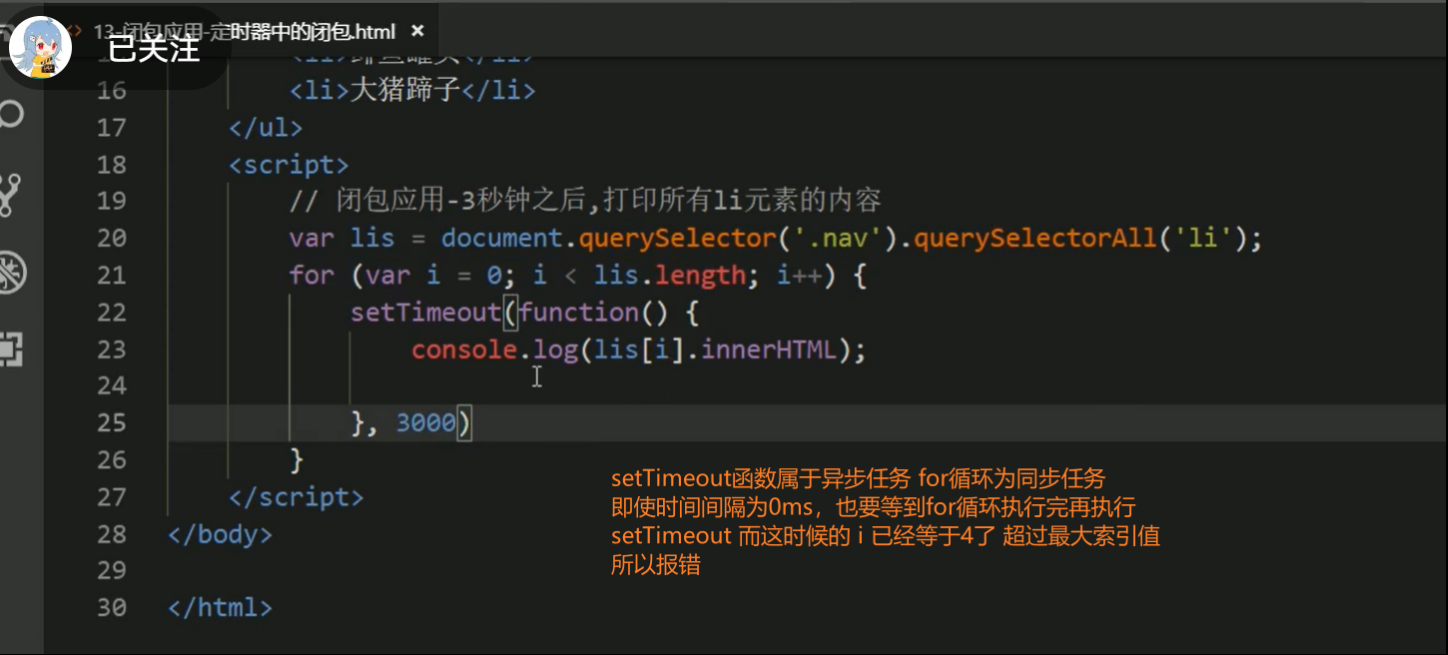 13-闭包应用-定时器中的闭包.html ×
已关注
16 <li>大猪蹄子</li>
17 </ul>
18 <script>
19 // 闭包应用-3秒钟之后,打印所有li元素的内容
20 var lis = document.querySelector('.nav').querySelectorAll('li');
21 for (var i = 0; i < lis.length; i++) {
22 setTimeout(function() {
23 console.log(lis[i].innerHTML);
24
25 }, 3000)
26 }
27 </script>
28 </body>
29
30 </html>
setTimeout函数属于异步任务 for循环为同步任务
即使时间间隔为0ms，也要等到for循环执行完再执行
setTimeout 而这时候的 i 已经等于4了 超过最大索引值
所以报错